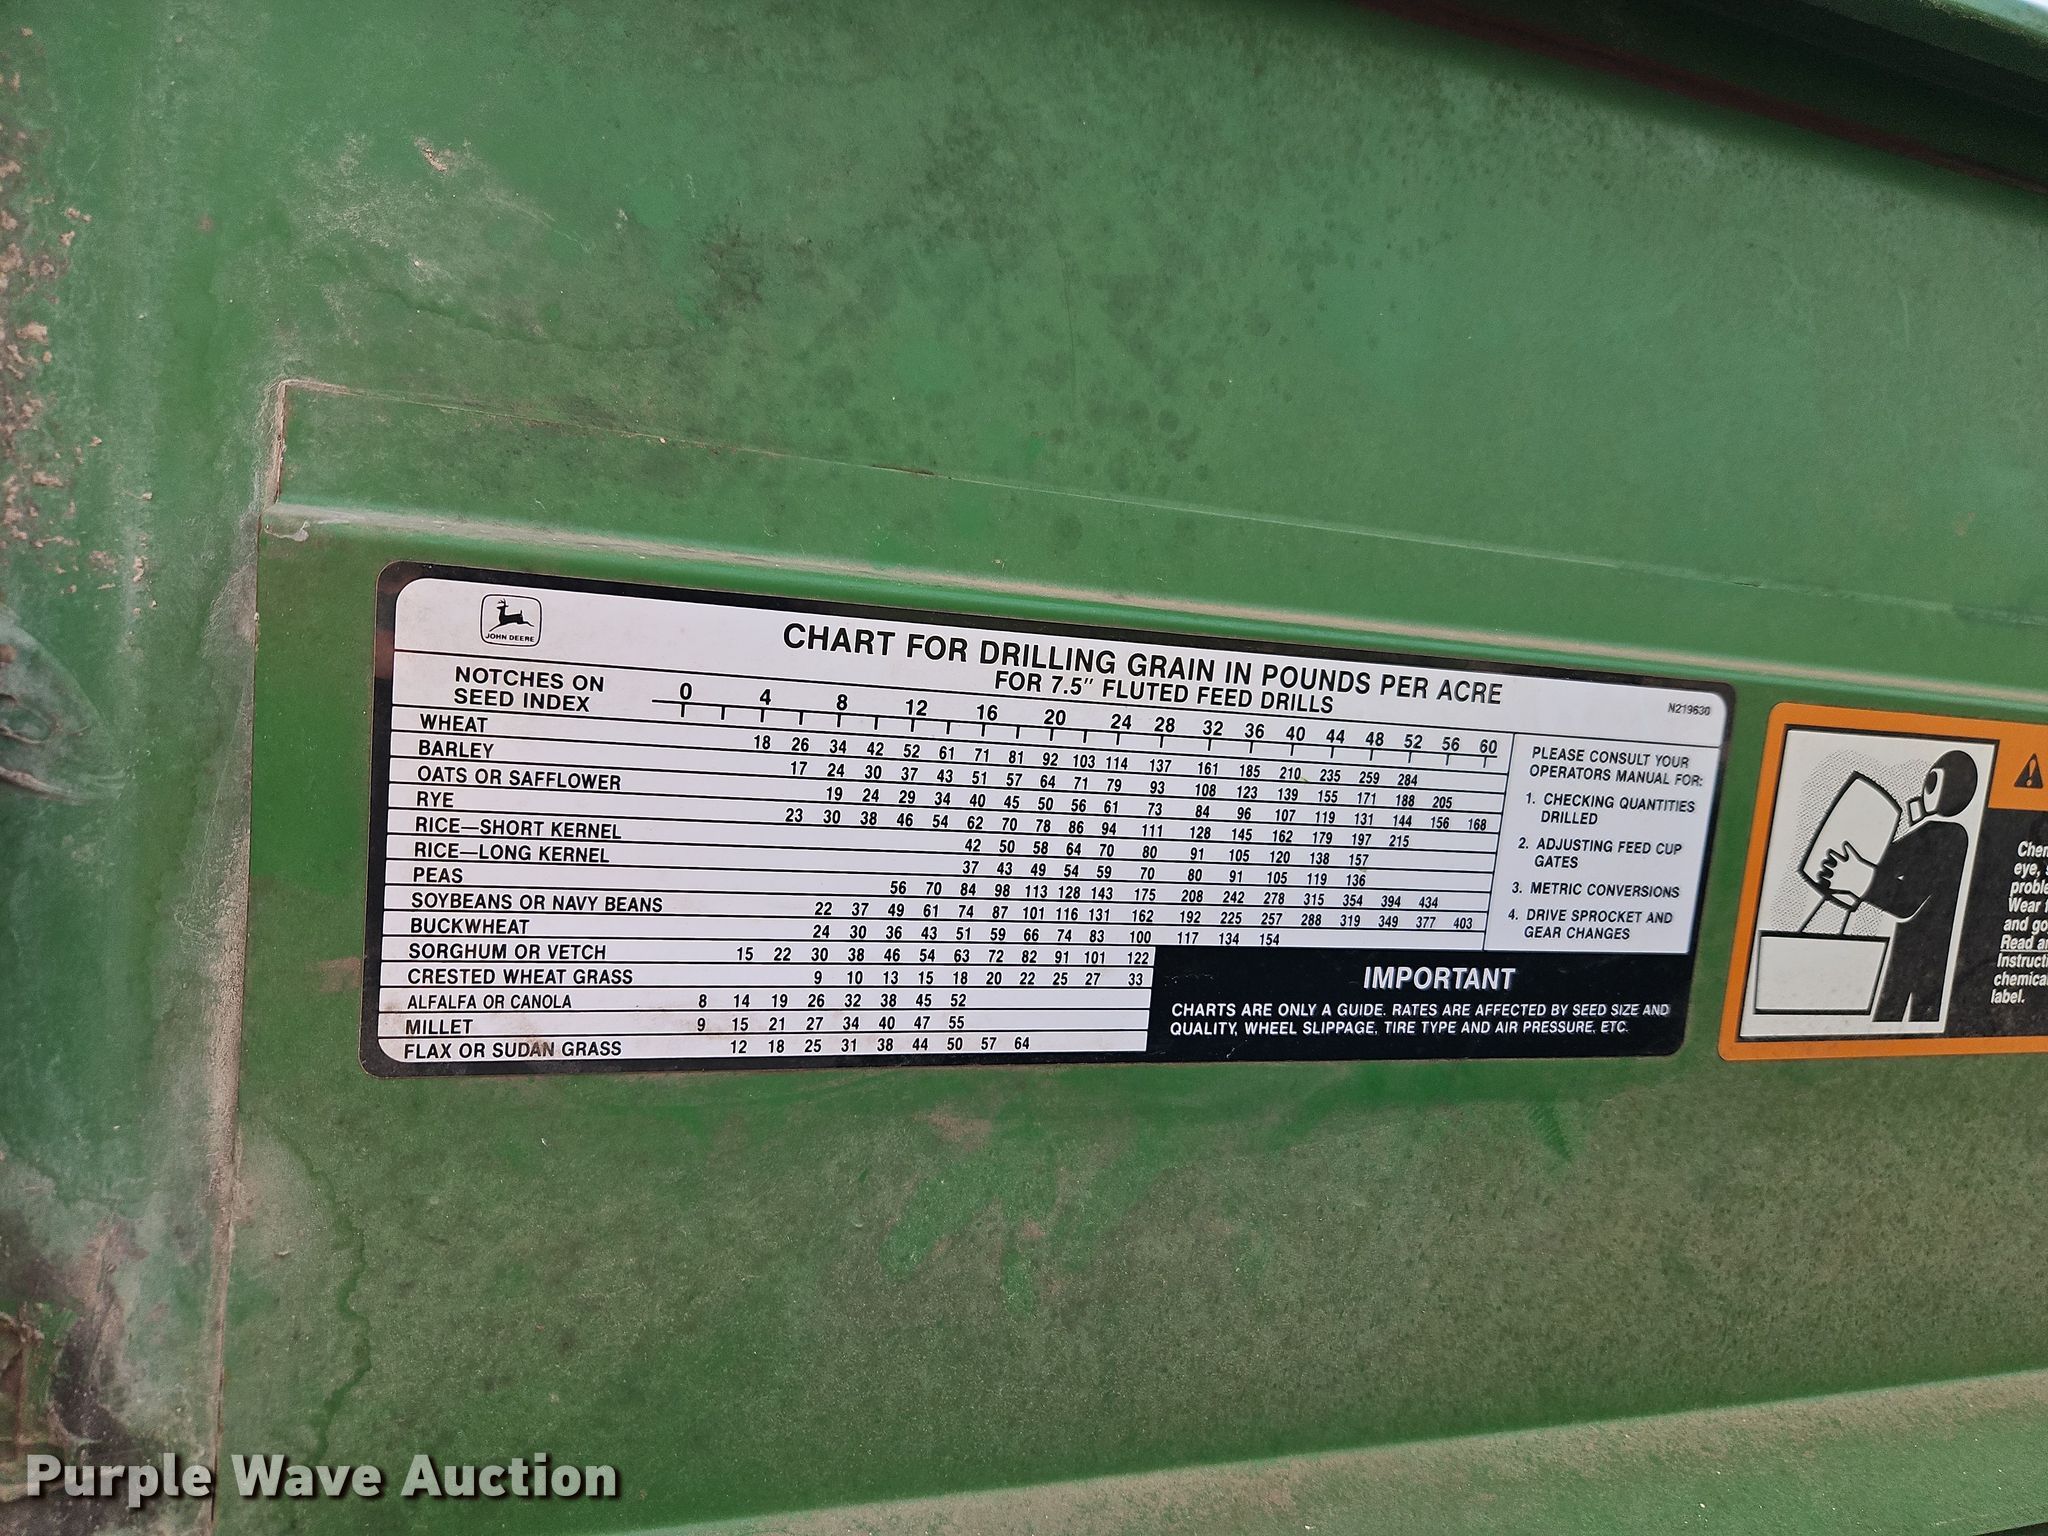 JOHN DEERE
CHART FOR DRILLING GRAIN IN POUNDS PER ACRE
FOR 7.5" FLUTED FEED DRILLS
N219630
NOTCHES ON
SEED INDEX
0 4 8 12 16 20 24 28 32 36 40 44 48 52 56 60
WHEAT 18 26 34 42 52 61 71 81 92 103 114 137 161 185 210 235 259 284
BARLEY 17 24 30 37 43 51 57 64 71 79 93 108 123 139 155 171 188 205
OATS OR SAFFLOWER 19 24 29 34 40 45 50 56 61 73 84 96 107 119 131 144 156 168
RYE 23 30 38 46 54 62 70 78 86 94 111 128 145 162 179 197 215
RICE—SHORT KERNEL 42 50 58 64 70 80 91 105 120 138 157
RICE—LONG KERNEL 37 43 49 54 59 70 80 91 105 119 136
PEAS 56 70 84 98 113 128 143 175 208 242 278 315 354 394 434
SOYBEANS OR NAVY BEANS 22 37 49 61 74 87 101 116 131 162 192 225 257 288 319 349 377 403
BUCKWHEAT 24 30 36 43 51 59 66 74 83 100 117 134 154
SORGHUM OR VETCH 15 22 30 38 46 54 63 72 82 91 101 122
CRESTED WHEAT GRASS 9 10 13 15 18 20 22 25 27 33
ALFALFA OR CANOLA 8 14 19 26 32 38 45 52
MILLET 9 15 21 27 34 40 47 55
FLAX OR SUDAN GRASS 12 18 25 31 38 44 50 57 64
PLEASE CONSULT YOUR
OPERATORS MANUAL FOR:
1. CHECKING QUANTITIES
DRILLED
2. ADJUSTING FEED CUP
GATES
3. METRIC CONVERSIONS
4. DRIVE SPROCKET AND
GEAR CHANGES
IMPORTANT
CHARTS ARE ONLY A GUIDE. RATES ARE AFFECTED BY SEED SIZE AND
QUALITY, WHEEL SLIPPAGE, TIRE TYPE AND AIR PRESSURE, ETC.
eye,
Wear
and
Read
label.
Purple Wave Auction